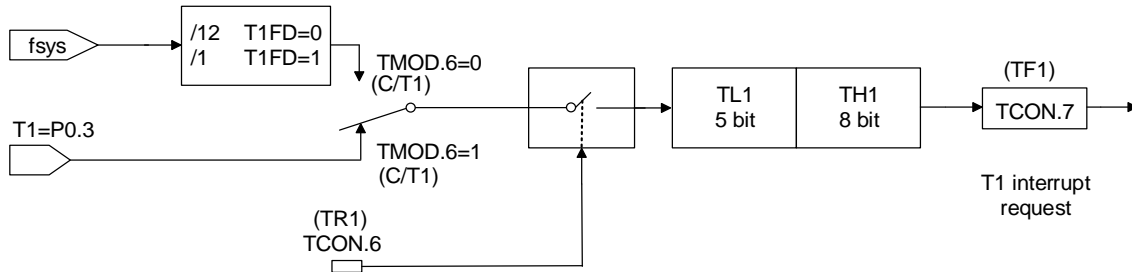 fsys
/12 T1FD=0
/1 T1FD=1
TMOD.6=0
(C/T1)
T1=P0.3
TMOD.6=1
(C/T1)
(TR1)
TCON.6
TL1
5 bit
TH1
8 bit
(TF1)
TCON.7
T1 interrupt
request